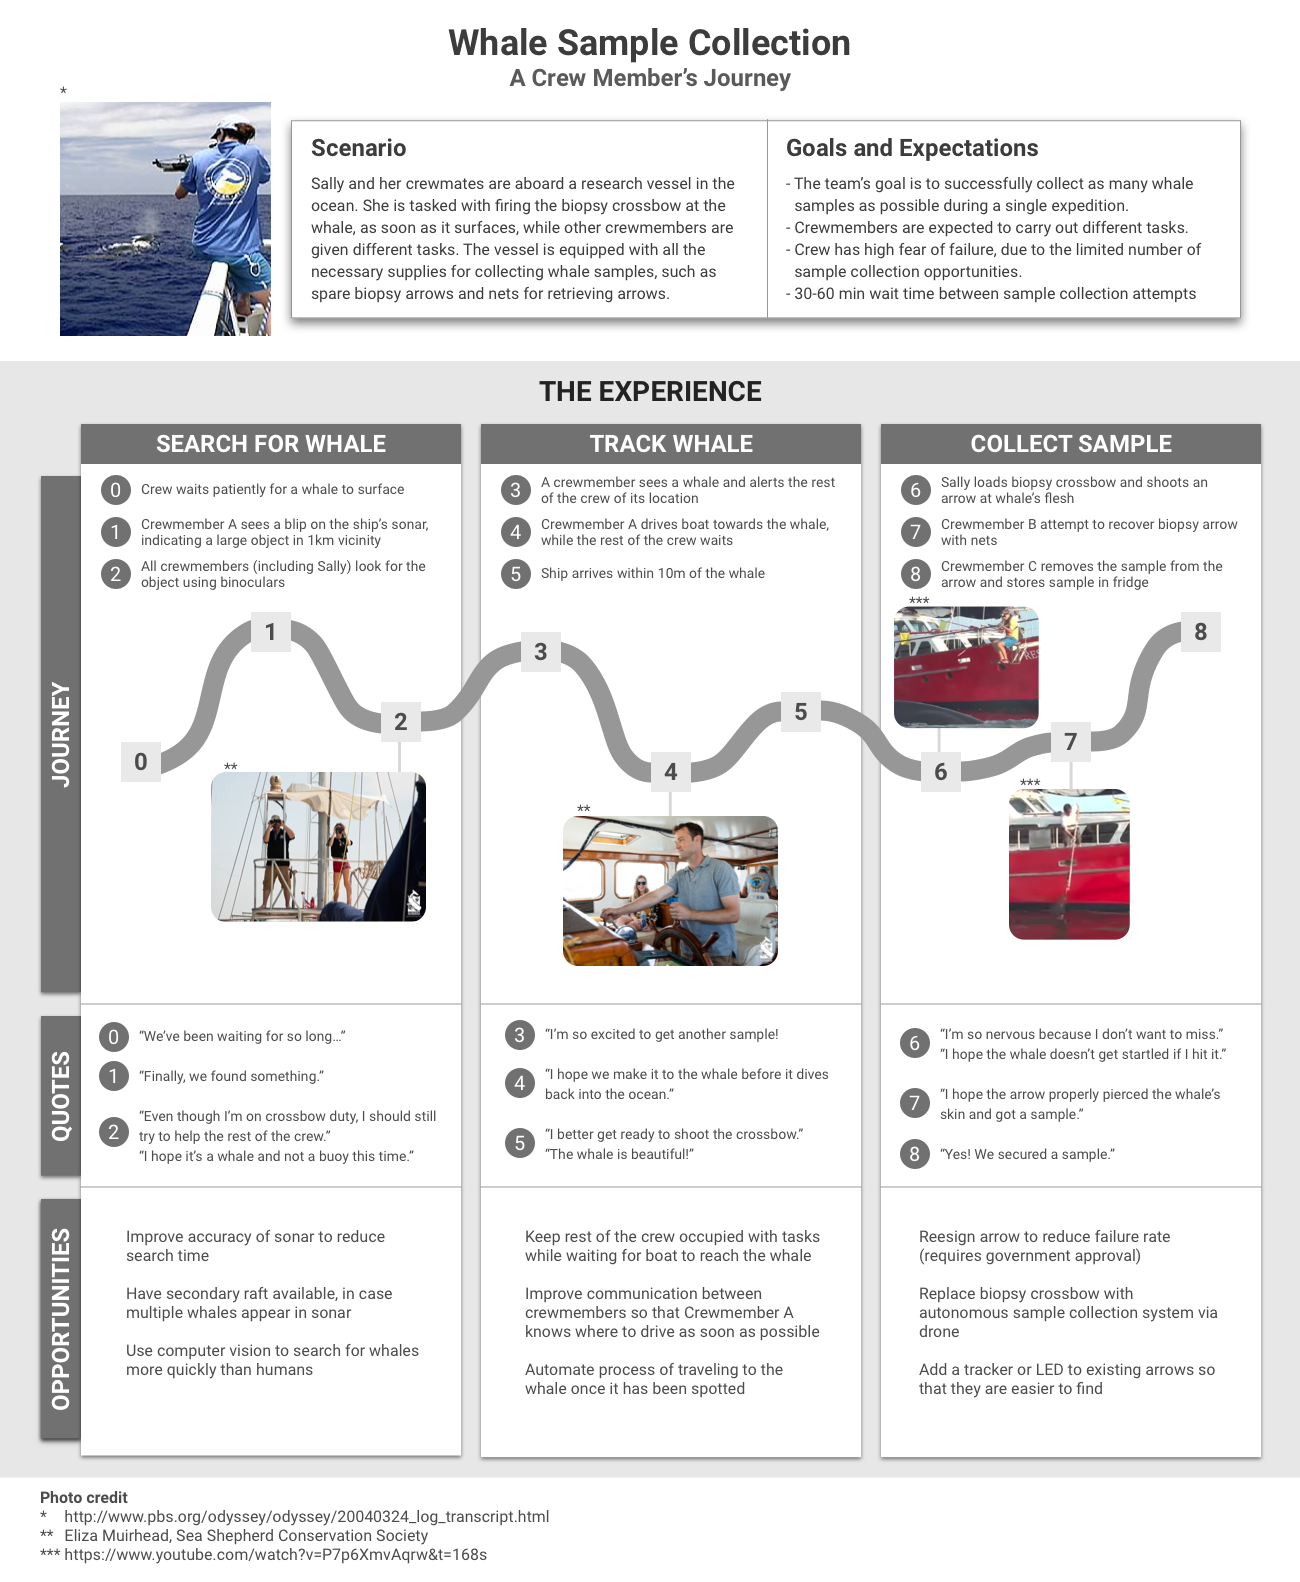 Whale Sample Collection
A Crew Member's Journey
*
Scenario
Sally and her crewmates are aboard a research vessel in the
ocean. She is tasked with firing the biopsy crossbow at the
whale, as soon as it surfaces, while other crewmembers are
given different tasks. The vessel is equipped with all the
necessary supplies for collecting whale samples, such as
spare biopsy arrows and nets for retrieving arrows.
Goals and Expectations
- The team's goal is to successfully collect as many whale
samples as possible during a single expedition.
- Crewmembers are expected to carry out different tasks.
- Crew has high fear of failure, due to the limited number of
sample collection opportunities.
- 30-60 min wait time between sample collection attempts
THE EXPERIENCE
SEARCH FOR WHALE
TRACK WHALE
COLLECT SAMPLE
JOURNEY
0 Crew waits patiently for a whale to surface
1 Crewmember A sees a blip on the ship's sonar,
indicating a large object in 1km vicinity
2 All crewmembers (including Sally) look for the
object using binoculars
3 A crewmember sees a whale and alerts the rest
of the crew of its location
4 Crewmember A drives boat towards the whale,
while the rest of the crew waits
5 Ship arrives within 10m of the whale
6 Sally loads biopsy crossbow and shoots an
arrow at whale's flesh
7 Crewmember B attempt to recover biopsy arrow
with nets
8 Crewmember C removes the sample from the
arrow and stores sample in fridge
0
1
2
**
3
4
**
5
***
6
7
***
8
QUOTES
0 “We've been waiting for so long…”
1 “Finally, we found something.”
2 “Even though I'm on crossbow duty, I should still
try to help the rest of the crew.”
“I hope it's a whale and not a buoy this time.”
3 “I'm so excited to get another sample!
4 “I hope we make it to the whale before it dives
back into the ocean.”
5 “I better get ready to shoot the crossbow.”
“The whale is beautiful!”
6 “I'm so nervous because I don't want to miss.”
“I hope the whale doesn't get startled if I hit it.”
7 “I hope the arrow properly pierced the whale's
skin and got a sample.”
8 “Yes! We secured a sample.”
OPPORTUNITIES
Improve accuracy of sonar to reduce
search time
Have secondary raft available, in case
multiple whales appear in sonar
Use computer vision to search for whales
more quickly than humans
Keep rest of the crew occupied with tasks
while waiting for boat to reach the whale
Improve communication between
crewmembers so that Crewmember A
knows where to drive as soon as possible
Automate process of traveling to the
whale once it has been spotted
Reesign arrow to reduce failure rate
(requires government approval)
Replace biopsy crossbow with
autonomous sample collection system via
drone
Add a tracker or LED to existing arrows so
that they are easier to find
Photo credit
* http://www.pbs.org/odyssey/odyssey/20040324_log_transcript.html
** Eliza Muirhead, Sea Shepherd Conservation Society
*** https://www.youtube.com/watch?v=P7p6XmvAqrw&t=168s